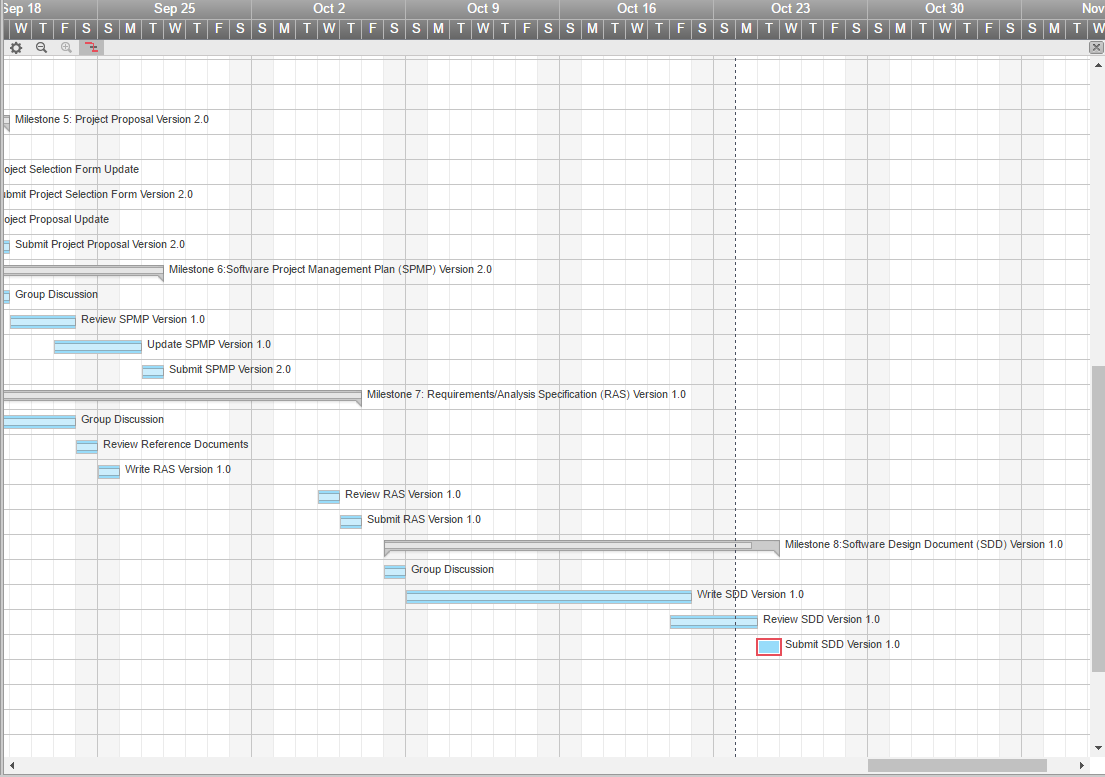 Sep 18 Sep 25 Oct 2 Oct 9 Oct 16 Oct 23 Oct 30 Nov
W T F S S M T W T F S S M T W T F S S M T W T F S S M T W T F S S M T W T F S S M T W T F S S M T W
Milestone 5: Project Proposal Version 2.0
oject Selection Form Update
ubmit Project Selection Form Version 2.0
oject Proposal Update
Submit Project Proposal Version 2.0
Milestone 6:Software Project Management Plan (SPMP) Version 2.0
Group Discussion
Review SPMP Version 1.0
Update SPMP Version 1.0
Submit SPMP Version 2.0
Milestone 7: Requirements/Analysis Specification (RAS) Version 1.0
Group Discussion
Review Reference Documents
Write RAS Version 1.0
Review RAS Version 1.0
Submit RAS Version 1.0
Milestone 8:Software Design Document (SDD) Version 1.0
Group Discussion
Write SDD Version 1.0
Review SDD Version 1.0
Submit SDD Version 1.0